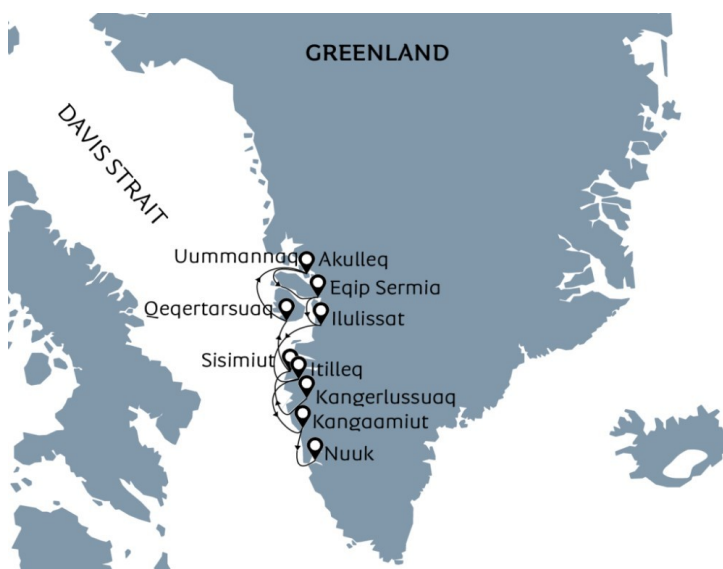 GREENLAND
DAVIS STRAIT
Uummannaq
Akulleq
Eqip Sermia
Qeqertarsuaq
Ilulissat
Sisimiut
Itilleq
Kangerlussuaq
Kangaamiut
Nuuk